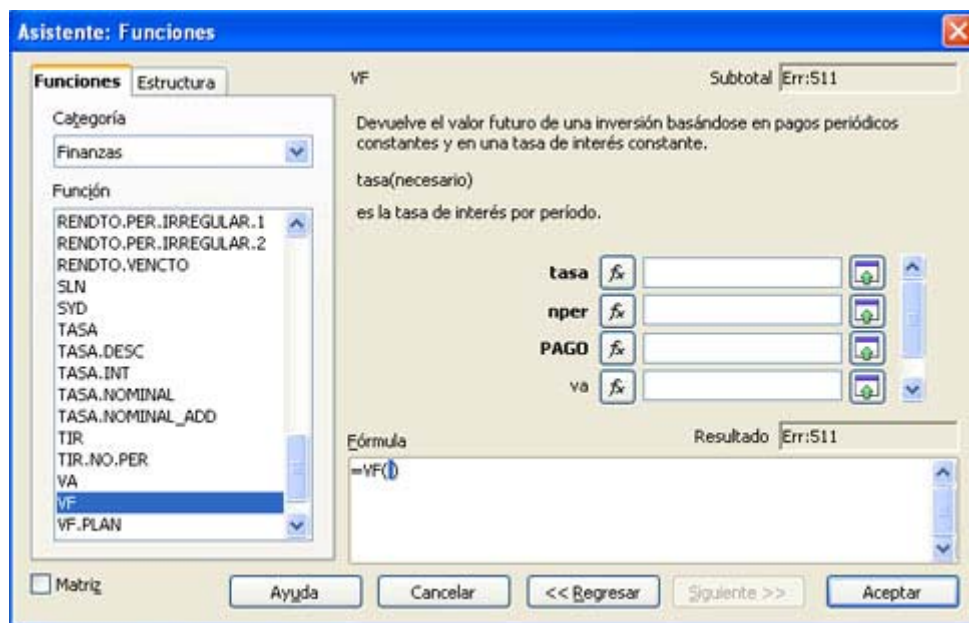 Asistente: Funciones
Funciones Estructura
Categoría
Finanzas
Función
RENDTO.PER.IRREGULAR.1
RENDTO.PER.IRREGULAR.2
RENDTO.VENCTO
SLN
SYD
TASA
TASA.DESC
TASA.INT
TASA.NOMINAL
TASA.NOMINAL_ADD
TIR
TIR.NO.PER
VA
VF
VF.PLAN
VF Subtotal Err:511
Devuelve el valor futuro de una inversión basándose en pagos periódicos
constantes y en una tasa de interés constante.
tasa(necesario)
es la tasa de interés por período.
tasa fx
nper fx
PAGO fx
va fx
Fórmula Resultado Err:511
=VF()
Matriz Ayuda Cancelar << Regresar Siguiente >> Aceptar